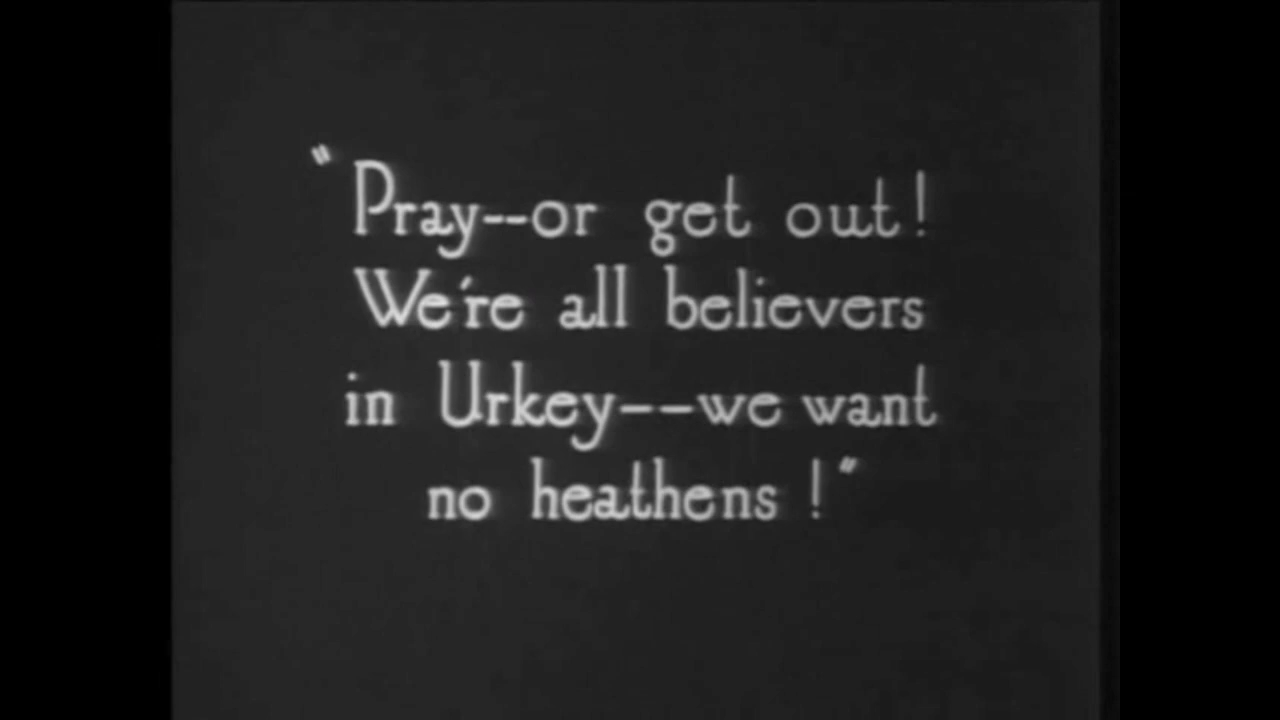 "Pray--or get out!
We're all believers
in Urkey--we want
no heathens!"